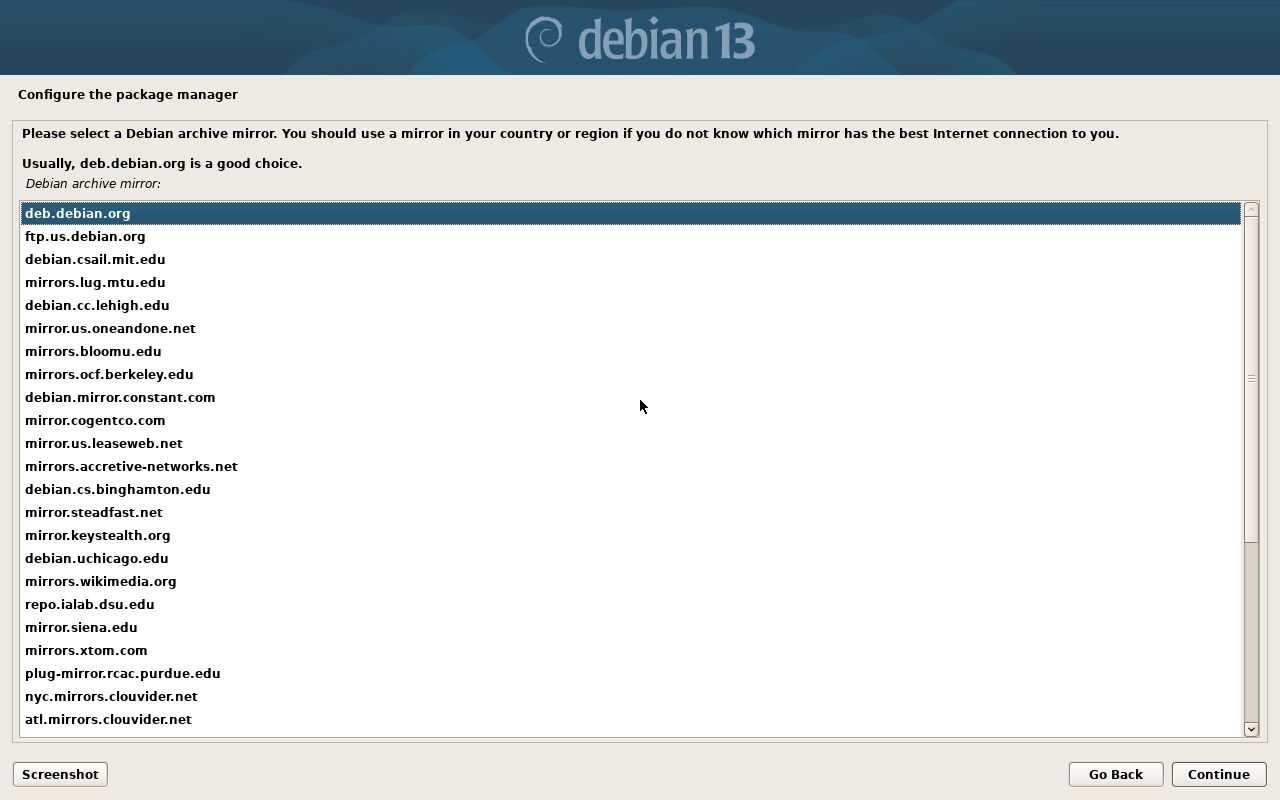 debian 13
Configure the package manager
Please select a Debian archive mirror. You should use a mirror in your country or region if you do not know which mirror has the best Internet connection to you.
Usually, deb.debian.org is a good choice.
Debian archive mirror:
deb.debian.org
ftp.us.debian.org
debian.csail.mit.edu
mirrors.lug.mtu.edu
debian.cc.lehigh.edu
mirror.us.oneandone.net
mirrors.bloomu.edu
mirrors.ocf.berkeley.edu
debian.mirror.constant.com
mirror.cogentco.com
mirror.us.leaseweb.net
mirrors.accretive-networks.net
debian.cs.binghamton.edu
mirror.steadfast.net
mirror.keystealth.org
debian.uchicago.edu
mirrors.wikimedia.org
repo.ialab.dsu.edu
mirror.siena.edu
mirrors.xtom.com
plug-mirror.rcac.purdue.edu
nyc.mirrors.clouvider.net
atl.mirrors.clouvider.net
Screenshot
Go Back
Continue